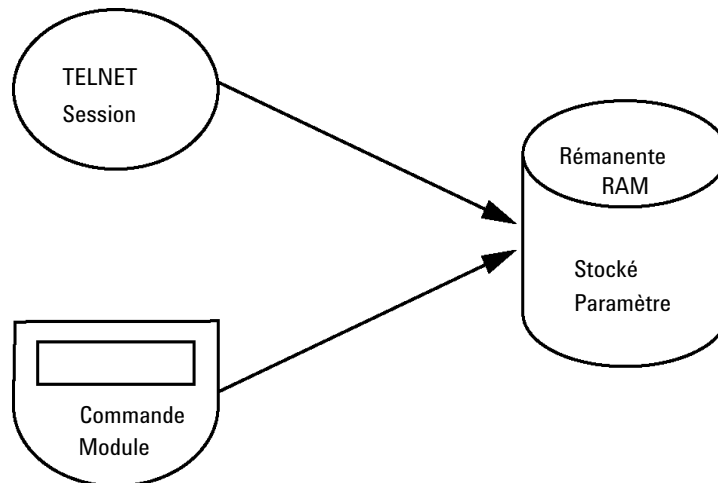 TELNET
Session
Rémanente
RAM
Stocké
Paramètre
Commande
Module